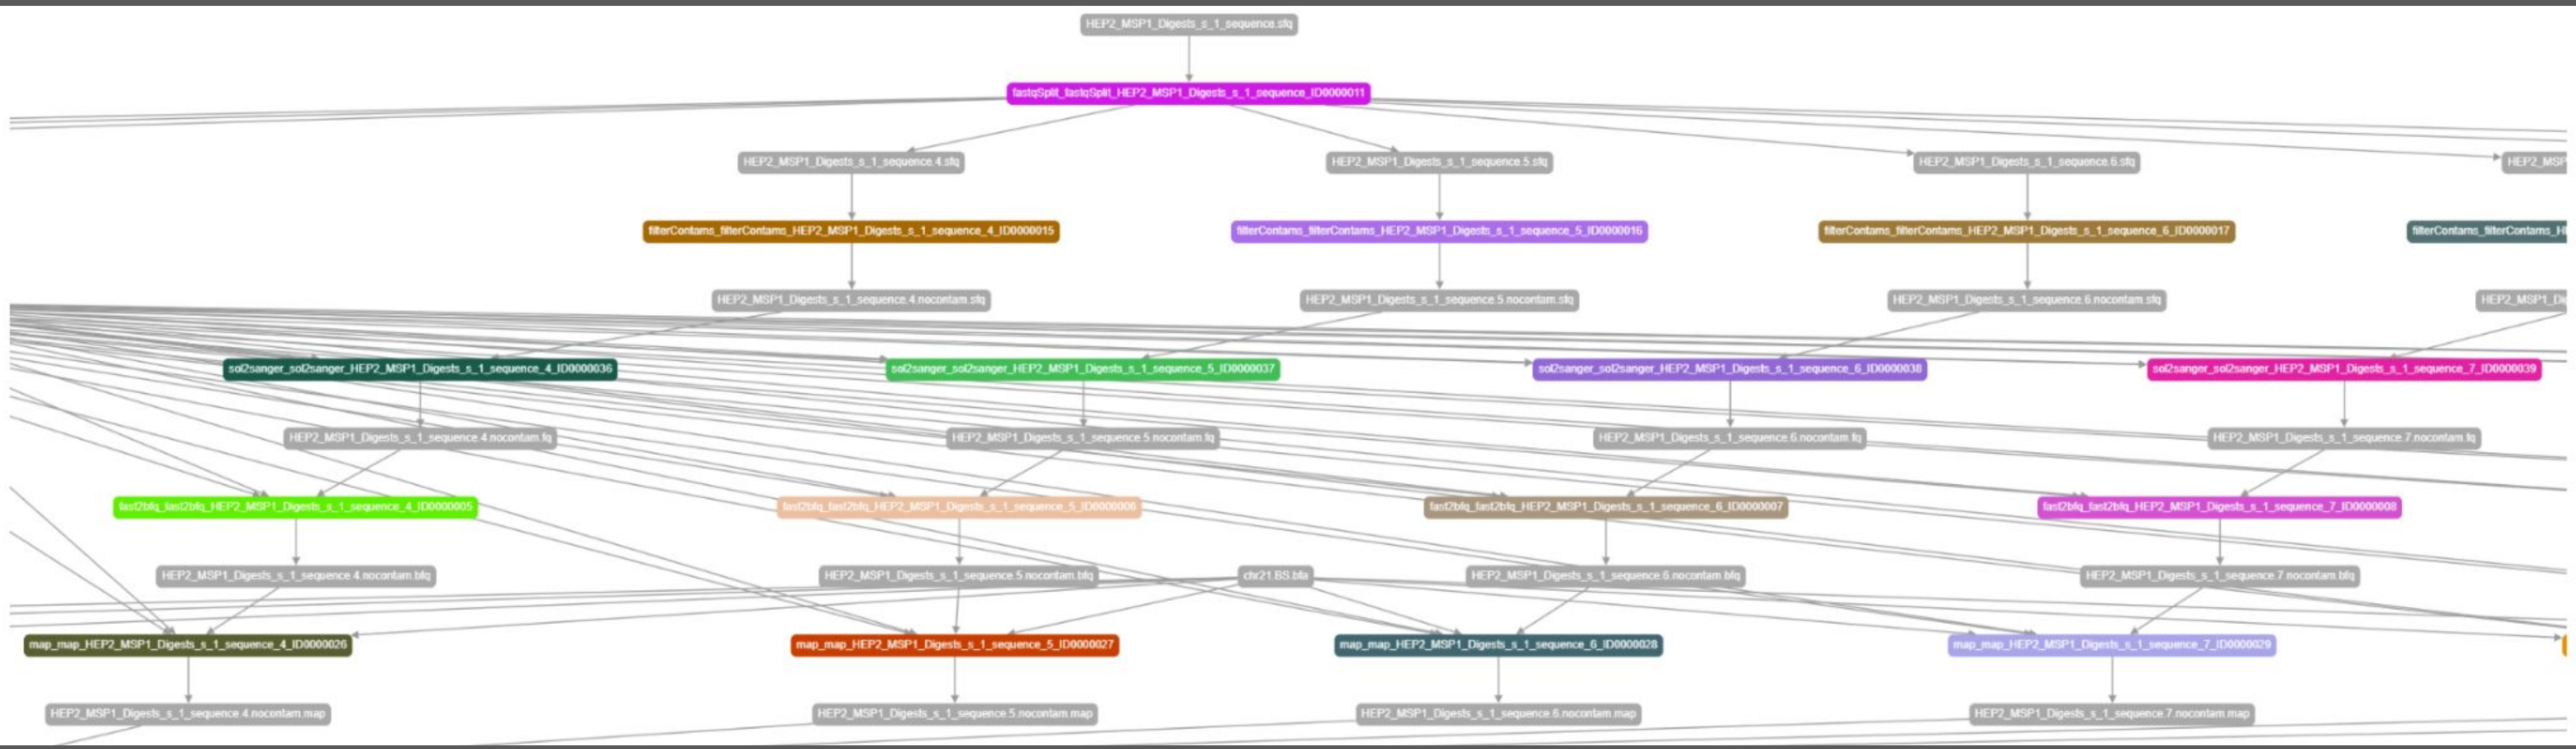 HEP2_MSP1_Digests_s_1_sequence.sfq
fastqSplit_fastqSplit_HEP2_MSP1_Digests_s_1_sequence_ID0000011
HEP2_MSP1_Digests_s_1_sequence.4.sfq
HEP2_MSP1_Digests_s_1_sequence.5.sfq
HEP2_MSP1_Digests_s_1_sequence.6.sfq
HEP2_MSP
filterContams_filterContams_HEP2_MSP1_Digests_s_1_sequence_4_ID0000015
filterContams_filterContams_HEP2_MSP1_Digests_s_1_sequence_5_ID0000016
filterContams_filterContams_HEP2_MSP1_Digests_s_1_sequence_6_ID0000017
filterContams_filterContams_H
HEP2_MSP1_Digests_s_1_sequence.4.nocontam.sfq
HEP2_MSP1_Digests_s_1_sequence.5.nocontam.sfq
HEP2_MSP1_Digests_s_1_sequence.6.nocontam.sfq
HEP2_MSP1_Di
sol2sanger_sol2sanger_HEP2_MSP1_Digests_s_1_sequence_4_ID0000036
sol2sanger_sol2sanger_HEP2_MSP1_Digests_s_1_sequence_5_ID0000037
sol2sanger_sol2sanger_HEP2_MSP1_Digests_s_1_sequence_6_ID0000038
sol2sanger_sol2sanger_HEP2_MSP1_Digests_s_1_sequence_7_ID0000039
HEP2_MSP1_Digests_s_1_sequence.4.nocontam.fq
HEP2_MSP1_Digests_s_1_sequence.5.nocontam.fq
HEP2_MSP1_Digests_s_1_sequence.6.nocontam.fq
HEP2_MSP1_Digests_s_1_sequence.7.nocontam.fq
fast2bfq_fast2bfq_HEP2_MSP1_Digests_s_1_sequence_4_ID0000005
fast2bfq_fast2bfq_HEP2_MSP1_Digests_s_1_sequence_5_ID0000006
fast2bfq_fast2bfq_HEP2_MSP1_Digests_s_1_sequence_6_ID0000007
fast2bfq_fast2bfq_HEP2_MSP1_Digests_s_1_sequence_7_ID0000008
HEP2_MSP1_Digests_s_1_sequence.4.nocontam.bfq
HEP2_MSP1_Digests_s_1_sequence.5.nocontam.bfq
chr21.BS.bfa
HEP2_MSP1_Digests_s_1_sequence.6.nocontam.bfq
HEP2_MSP1_Digests_s_1_sequence.7.nocontam.bfq
map_map_HEP2_MSP1_Digests_s_1_sequence_4_ID0000026
map_map_HEP2_MSP1_Digests_s_1_sequence_5_ID0000027
map_map_HEP2_MSP1_Digests_s_1_sequence_6_ID0000028
map_map_HEP2_MSP1_Digests_s_1_sequence_7_ID0000029
HEP2_MSP1_Digests_s_1_sequence.4.nocontam.map
HEP2_MSP1_Digests_s_1_sequence.5.nocontam.map
HEP2_MSP1_Digests_s_1_sequence.6.nocontam.map
HEP2_MSP1_Digests_s_1_sequence.7.nocontam.map